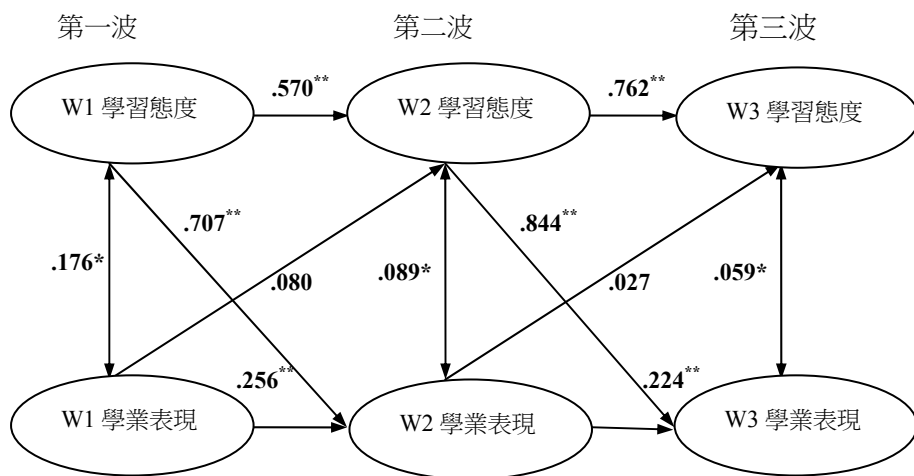 第一波 第二波 第三波
W1 學習態度 .570** W2 學習態度 .762** W3 學習態度
.707** .844**
.176* .080 .089* .027 .059*
.256** .224**
W1 學業表現 W2 學業表現 W3 學業表現